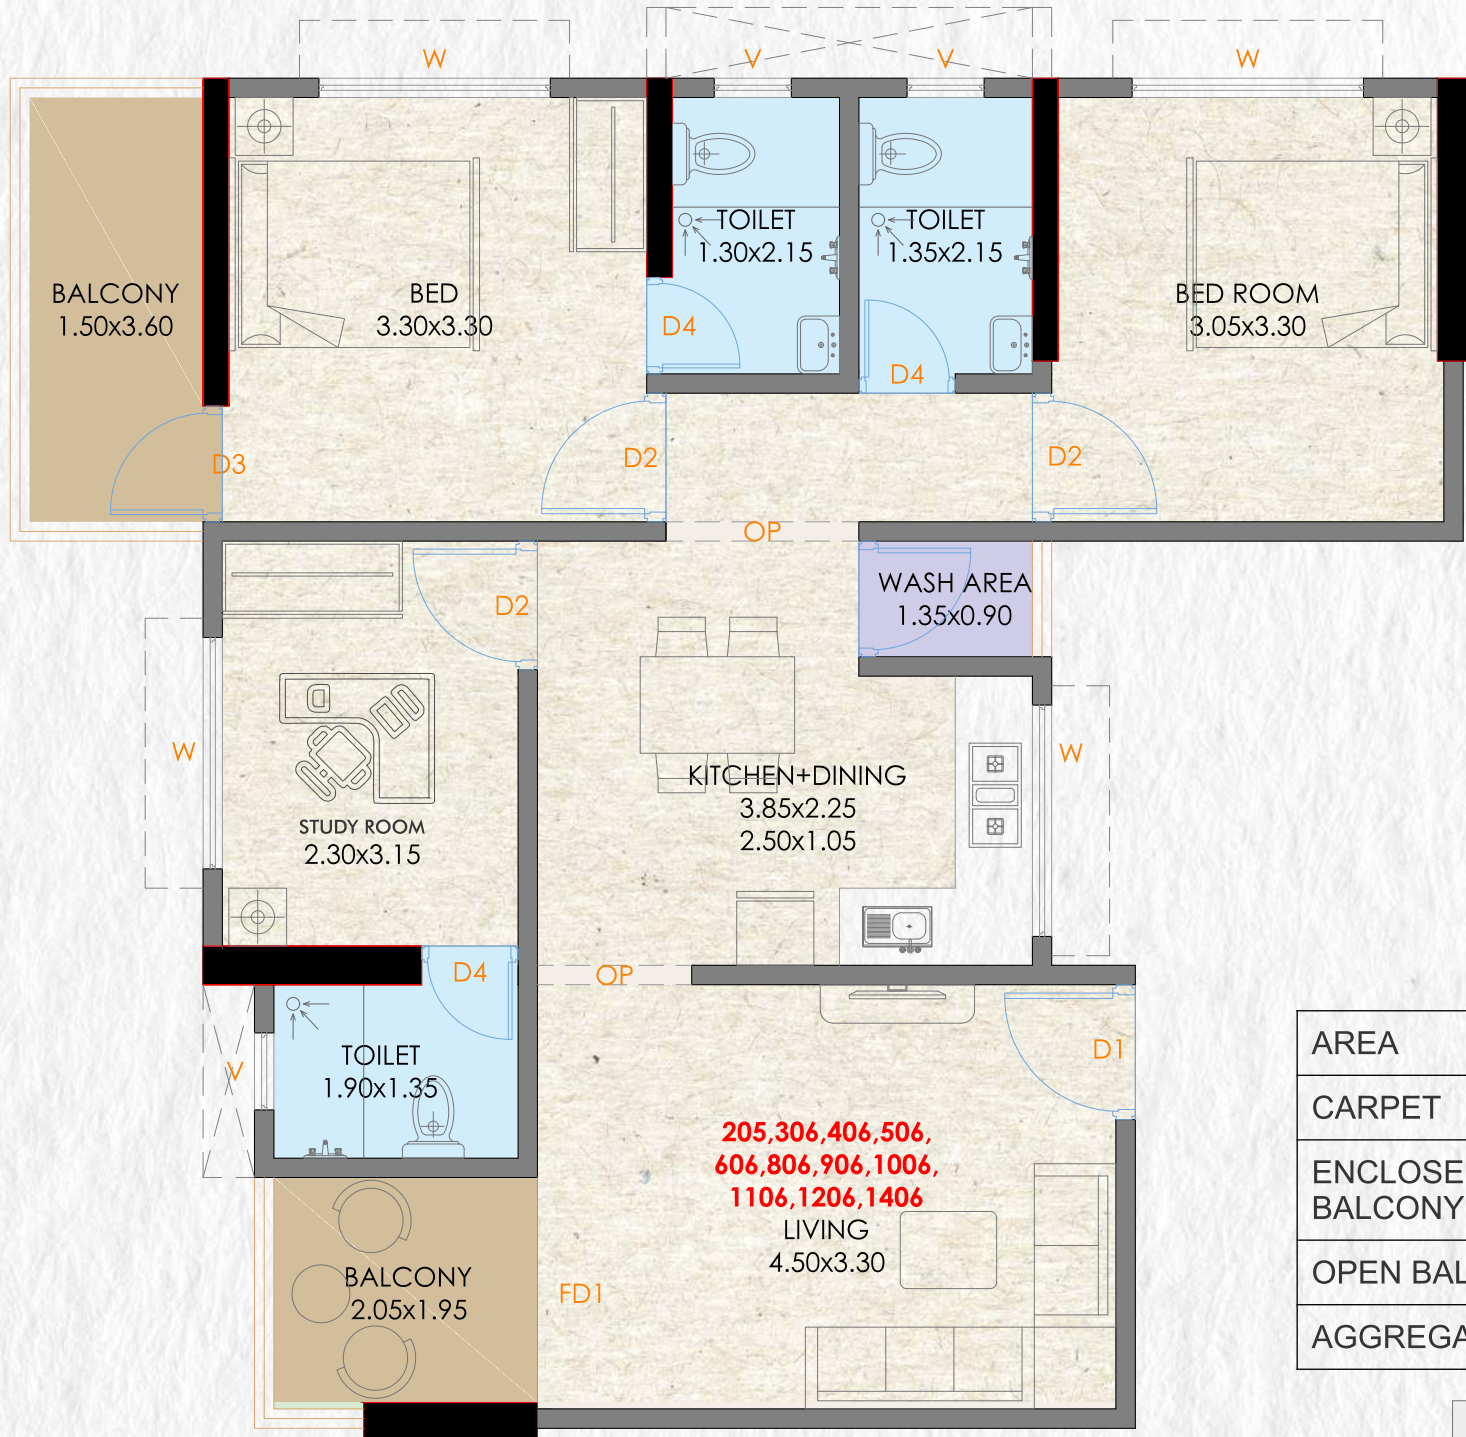 W
V
V
W
TOILET
1.30x2.15
TOILET
1.35x2.15
BALCONY
1.50x3.60
BED
3.30x3.30
BED ROOM
3.05x3.30
D4
D4
D3
D2
D2
OP
WASH AREA
1.35x0.90
D2
W
W
KITCHEN+DINING
3.85x2.25
2.50x1.05
STUDY ROOM
2.30x3.15
D4
OP
TOILET
1.90x1.35
V
D1
205,306,406,506,
606,806,906,1006,
1106,1206,1406
LIVING
4.50x3.30
BALCONY
2.05x1.95
FD1
AREA
CARPET
ENCLOSE
BALCONY
OPEN BAL
AGGREGA